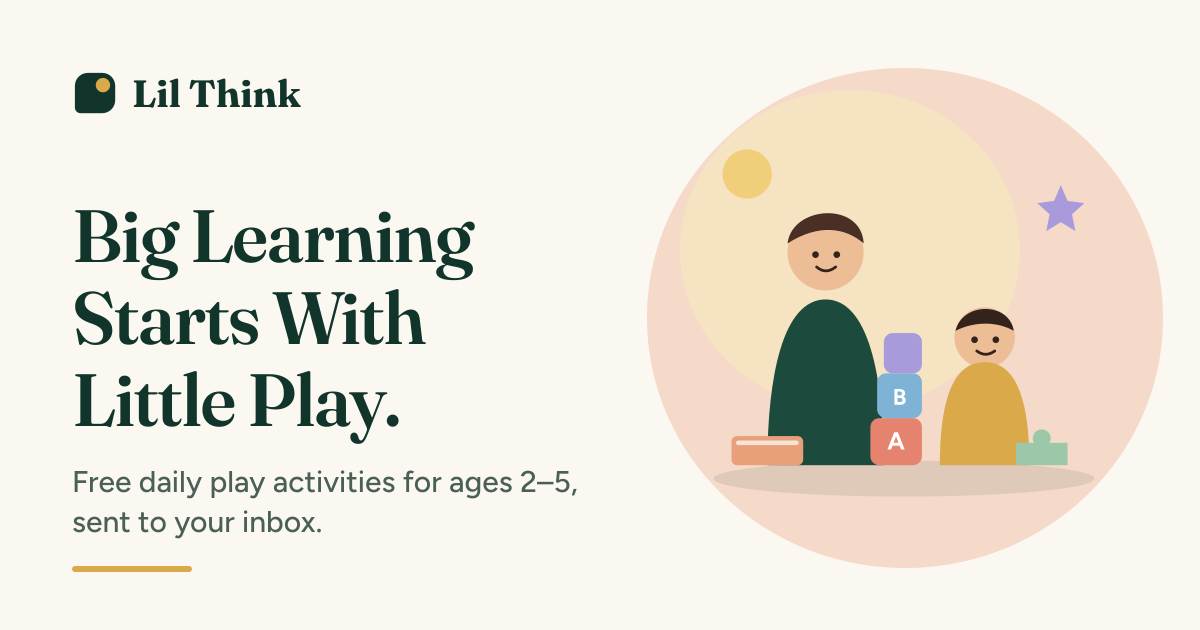 Lil Think
Big Learning
Starts With
Little Play.
Free daily play activities for ages 2–5,
sent to your inbox.
B
A